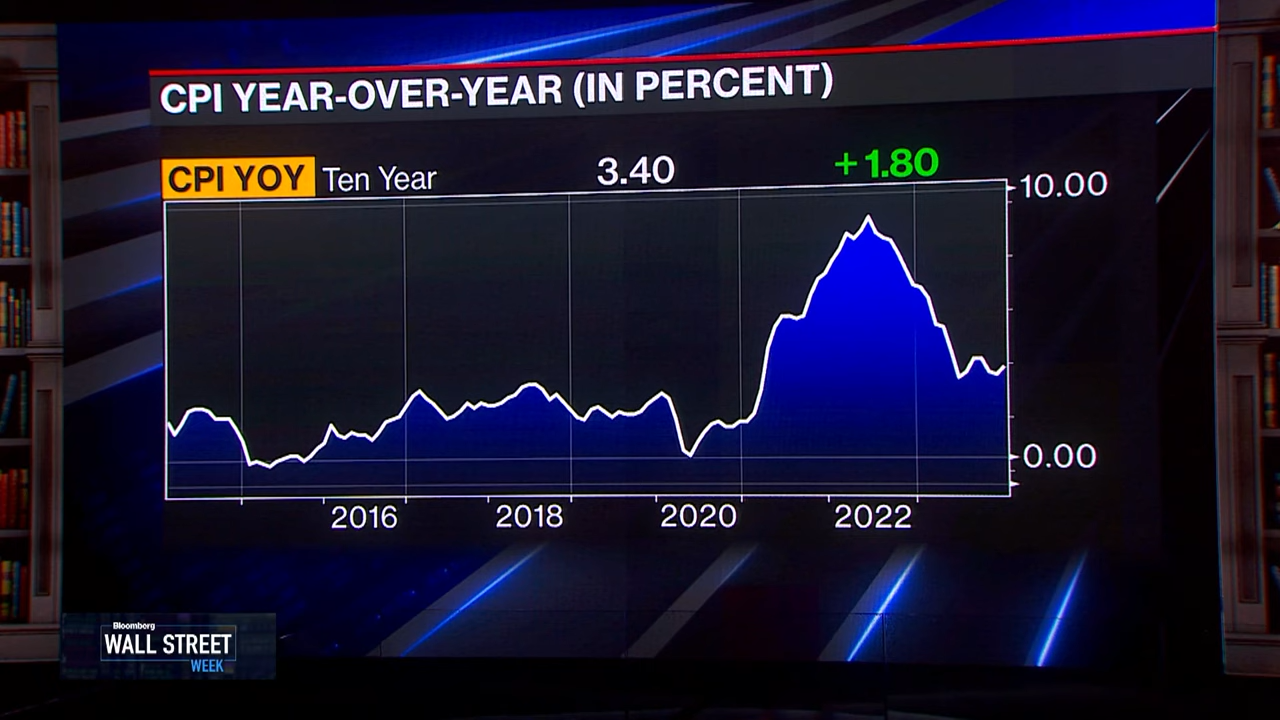 CPI YEAR-OVER-YEAR (IN PERCENT)
CPI YOY Ten Year 3.40 +1.80
10.00
0.00
2016 2018 2020 2022
Bloomberg
WALL STREET
WEEK